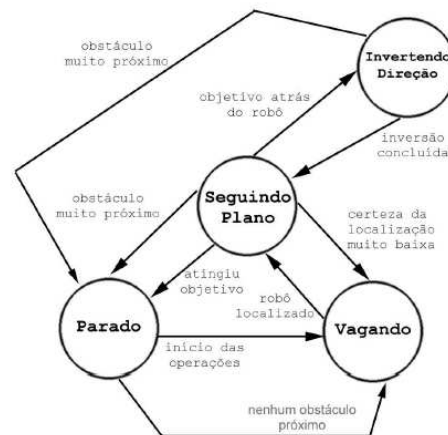 obstáculo
muito próximo
Invertendo
Direção
objetivo atrás
do robô
inversão
concluída
obstáculo
muito próximo
Seguindo
Plano
certeza da
localização
muito baixa
atingiu
objetivo
robô
localizado
Parado
Vagando
início das
operações
nenhum obstáculo
próximo